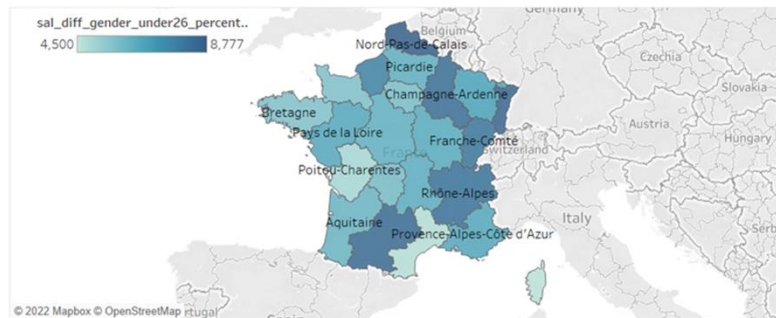 sal_diff_gender_under26_percent..
4,500
8,777
Germany
Belgium
Nord-Pas-de-Calais
Czechia
Picardie
Slovakia
Champagne-Ardenne
Bretagne
Austria
Pays de la Loire
Hungary
France
Franche-Comté
Switzerland
Poitou-Charentes
Rhône-Alpes
Aquitaine
Italy
Provence-Alpes-Côte d'Azur
© 2022 Mapbox © OpenStreetMap